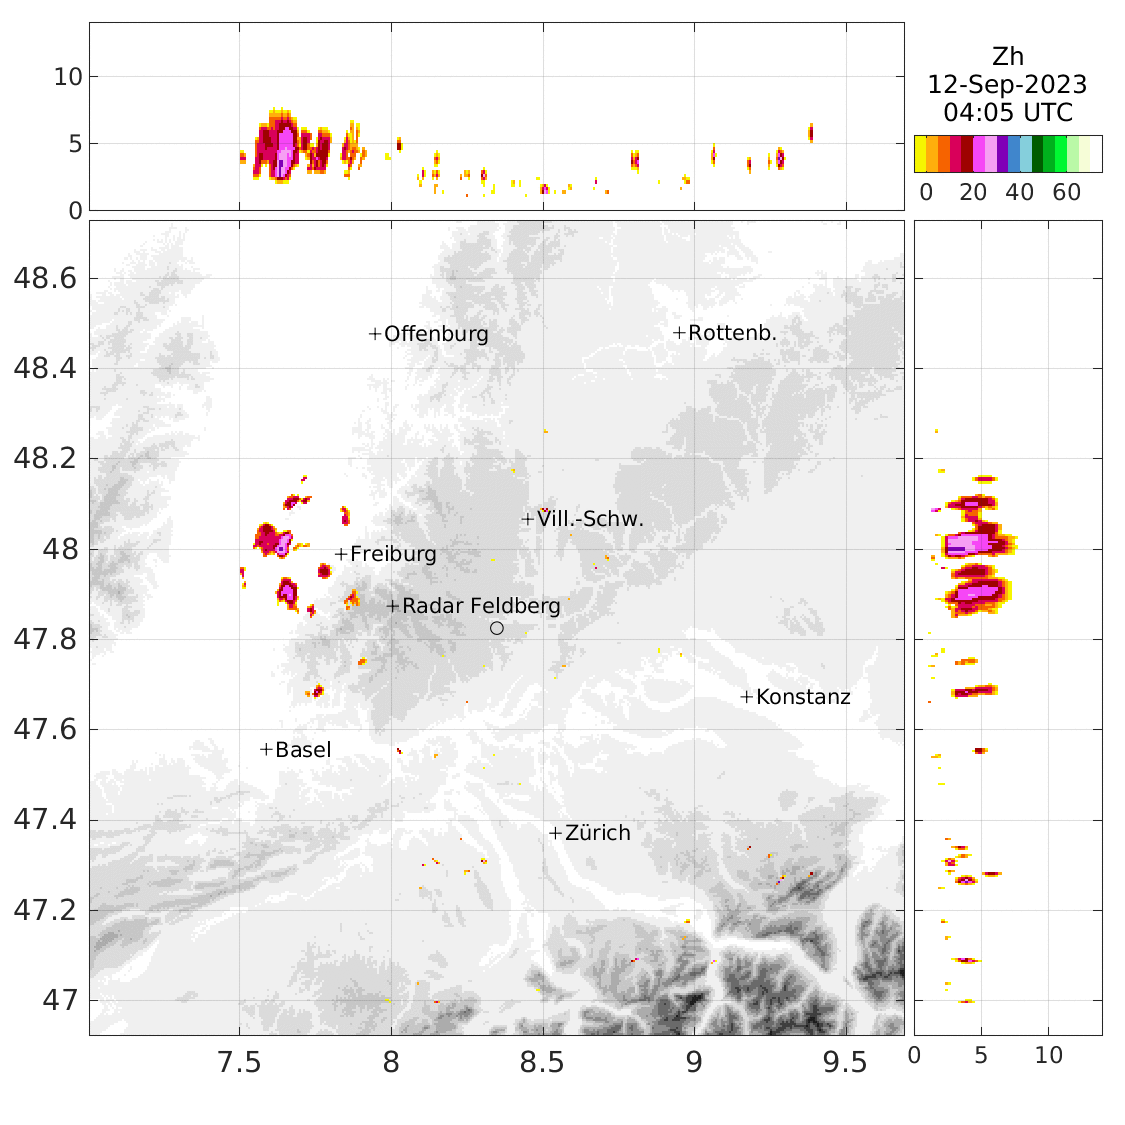 Zh
12-Sep-2023
04:05 UTC
0 20 40 60
10
5
0
48.6
48.4
48.2
48
47.8
47.6
47.4
47.2
47
Offenburg
Rottenb.
Vill.-Schw.
Freiburg
Radar Feldberg
Konstanz
Basel
Zürich
7.5 8 8.5 9 9.5
0 5 10